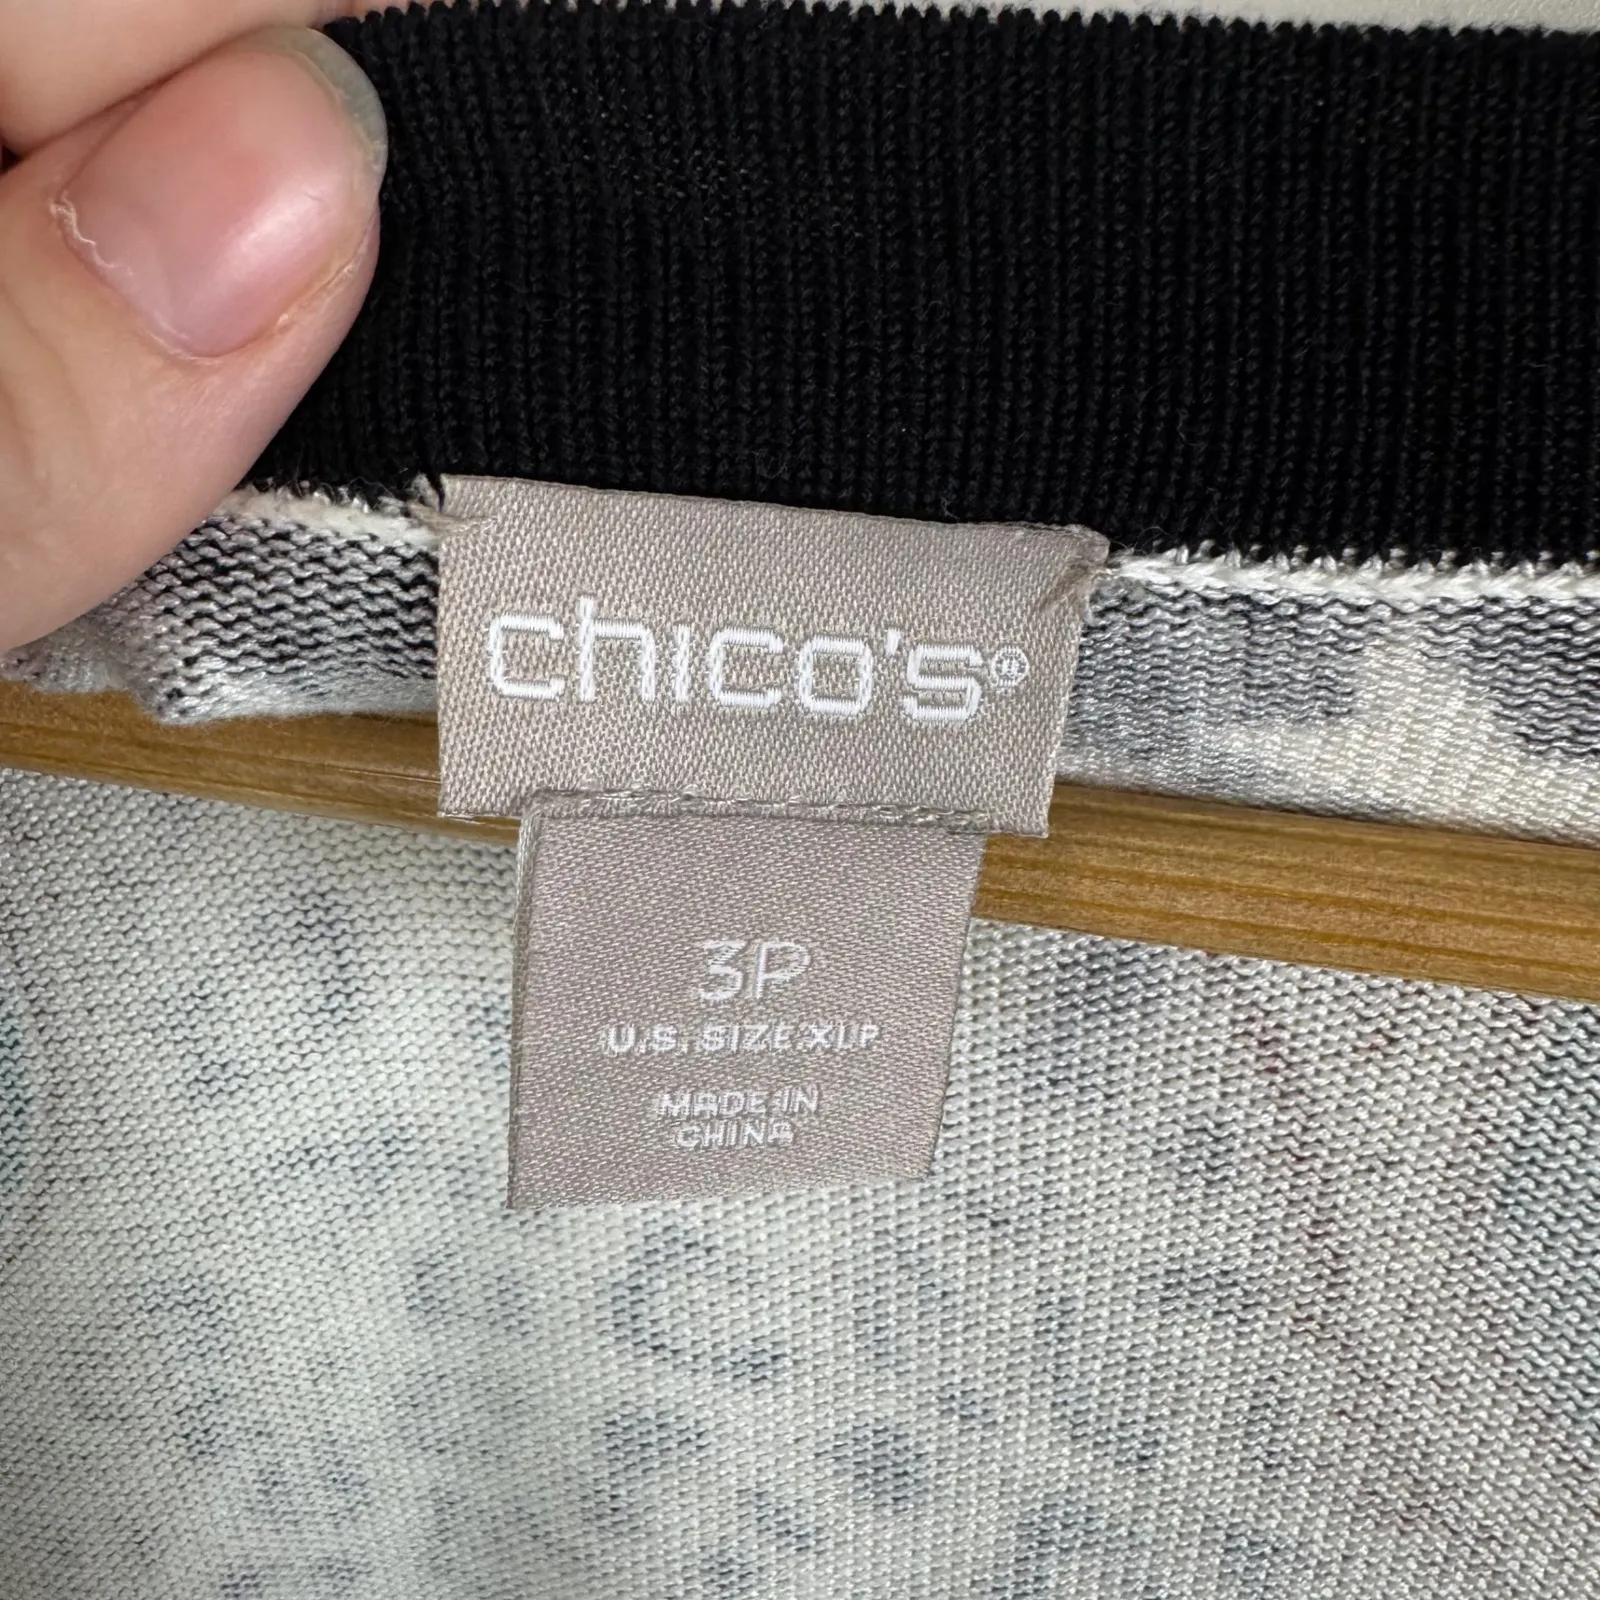 chico's®
3P
U.S. SIZE XLP
MADE IN
CHINA